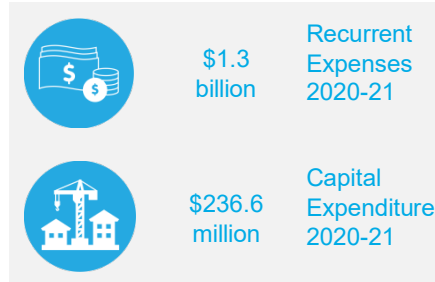 $
$
$1.3
billion
Recurrent
Expenses
2020-21
$236.6
million
Capital
Expenditure
2020-21